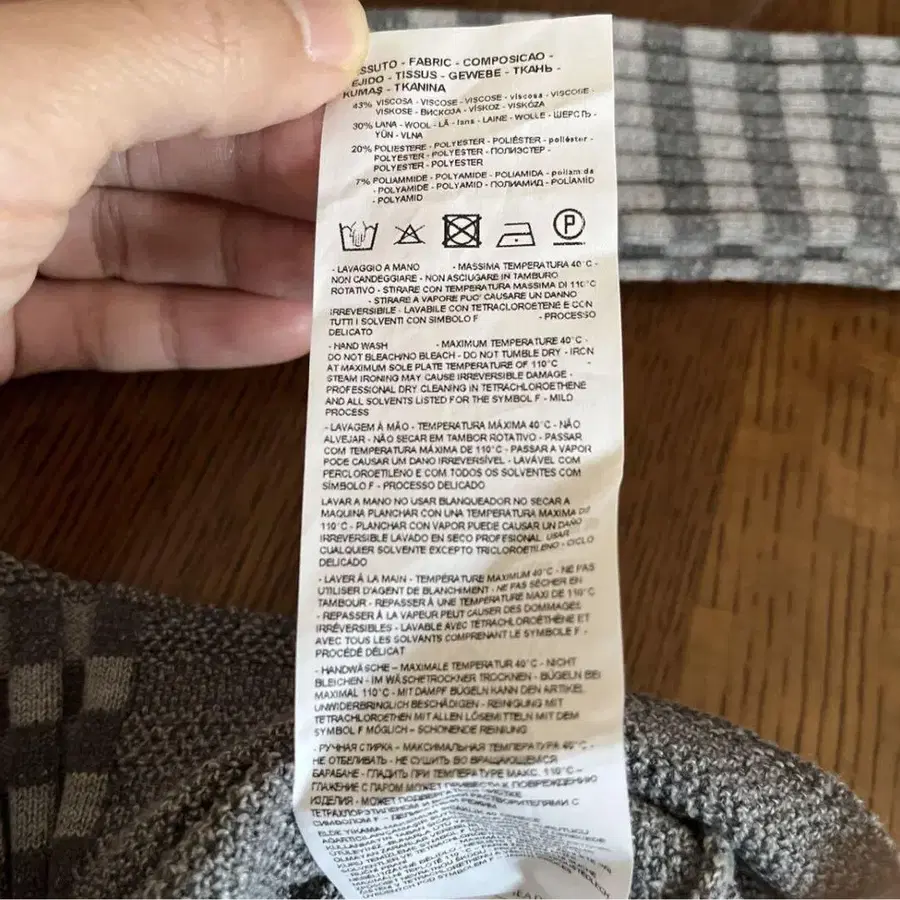 SSUTO - FABRIC - COMPOSICAO -
EJIDO - TISSUS - GEWEBE - ТКАНЬ -
KUMAŞ - TKANINA
43% VISCOSA - VISCOSE - VISCOSE - viscosa - VISCOSE -
VISKOSE - ВИСКОЗА - VİSKOZ - VISKÓZA
30% LANA - WOOL - LÃ - lana - LAINE - WOLLE - ШЕРСТЬ -
YÜN - VLNA
20% POLIESTERE - POLYESTER - POLIÉSTER - poliéster -
POLYESTER - POLYESTER - ПОЛИЭСТЕР -
POLYESTER - POLYESTER
7% POLIAMMIDE - POLYAMIDE - POLIAMIDA - poliamida
- POLYAMIDE - POLYAMID - ПОЛИАМИД - POLİAMİD
- POLYAMID
P
- LAVAGGIO A MANO - MASSIMA TEMPERATURA 40°C -
NON CANDEGGIARE - NON ASCIUGARE IN TAMBURO
ROTATIVO - STIRARE CON TEMPERATURA MASSIMA DI 110°C
- STIRARE A VAPORE PUO' CAUSARE UN DANNO
IRREVERSIBILE - LAVABILE CON TETRACLOROETENE E CON
TUTTI I SOLVENTI CON SIMBOLO F - PROCESSO
DELICATO
- HAND WASH - MAXIMUM TEMPERATURE 40°C -
DO NOT BLEACH/NO BLEACH - DO NOT TUMBLE DRY - IRON
AT MAXIMUM SOLE PLATE TEMPERATURE OF 110°C -
STEAM IRONING MAY CAUSE IRREVERSIBLE DAMAGE -
PROFESSIONAL DRY CLEANING IN TETRACHLOROETHENE
AND ALL SOLVENTS LISTED FOR THE SYMBOL F - MILD
PROCESS
- LAVAGEM À MÃO - TEMPERATURA MÁXIMA 40°C - NÃO
ALVEJAR - NÃO SECAR EM TAMBOR ROTATIVO - PASSAR
COM TEMPERATURA MÁXIMA DE 110°C - PASSAR A VAPOR
PODE CAUSAR UM DANO IRREVERSÍVEL - LAVÁVEL COM
PERCLOROETILENO E COM TODOS OS SOLVENTES COM
SÍMBOLO F - PROCESSO DELICADO
LAVAR A MANO NO USAR BLANQUEADOR NO SECAR A
MAQUINA PLANCHAR CON UNA TEMPERATURA MAXIMA DE
110°C - PLANCHAR CON VAPOR PUEDE CAUSAR UN DAÑO
IRREVERSIBLE LAVADO EN SECO PROFESIONAL USAR
CUALQUIER SOLVENTE EXCEPTO TRICLOROETILENO - CICLO
DELICADO
- LAVER À LA MAIN - TEMPÉRATURE MAXIMUM 40°C - NE PAS
UTILISER D'AGENT DE BLANCHIMENT - NE PAS SÉCHER EN
TAMBOUR - REPASSER À UNE TEMPÉRATURE MAXI DE 110°C
- REPASSER À LA VAPEUR PEUT CAUSER DES DOMMAGES
IRRÉVERSIBLES - LAVABLE AVEC TÉTRACHLOROÉTHÈNE ET
AVEC TOUS LES SOLVANTS COMPRENANT LE SYMBOLE F -
PROCÉDÉ DÉLICAT
- HANDWÄSCHE – MAXIMALE TEMPERATUR 40°C - NICHT
BLEICHEN - IM WÄSCHETROCKNER TROCKNEN - BÜGELN BEI
MAXIMAL 110°C - MIT DAMPF BÜGELN KANN DEN ARTIKEL
UNWIDERBRINGLICH BESCHÄDIGEN - REINIGUNG MIT
TETRACHLOROETHEN MIT ALLEN LÖSEMITTELN MIT DEM
SYMBOL F MÖGLICH – SCHONENDE REINIGUNG
- РУЧНАЯ СТИРКА – МАКСИМАЛЬНАЯ ТЕМПЕРАТУРА 40°C -
НЕ ОТБЕЛИВАТЬ - НЕ СУШИТЬ ВО ВРАЩАЮЩЕМСЯ
БАРАБАНЕ - ГЛАДИТЬ ПРИ ТЕМПЕРАТУРЕ МАКС. 110°C –
ГЛАЖЕНИЕ С ПАРОМ МОЖЕТ ПРИВЕСТИ К ПОВРЕЖДЕНИЮ
ИЗДЕЛИЯ - МОЖЕТ
ТЕТРАХЛОРЭТИЛЕНОМ И
СИМВОЛОМ F -
ELDE YIKAMA